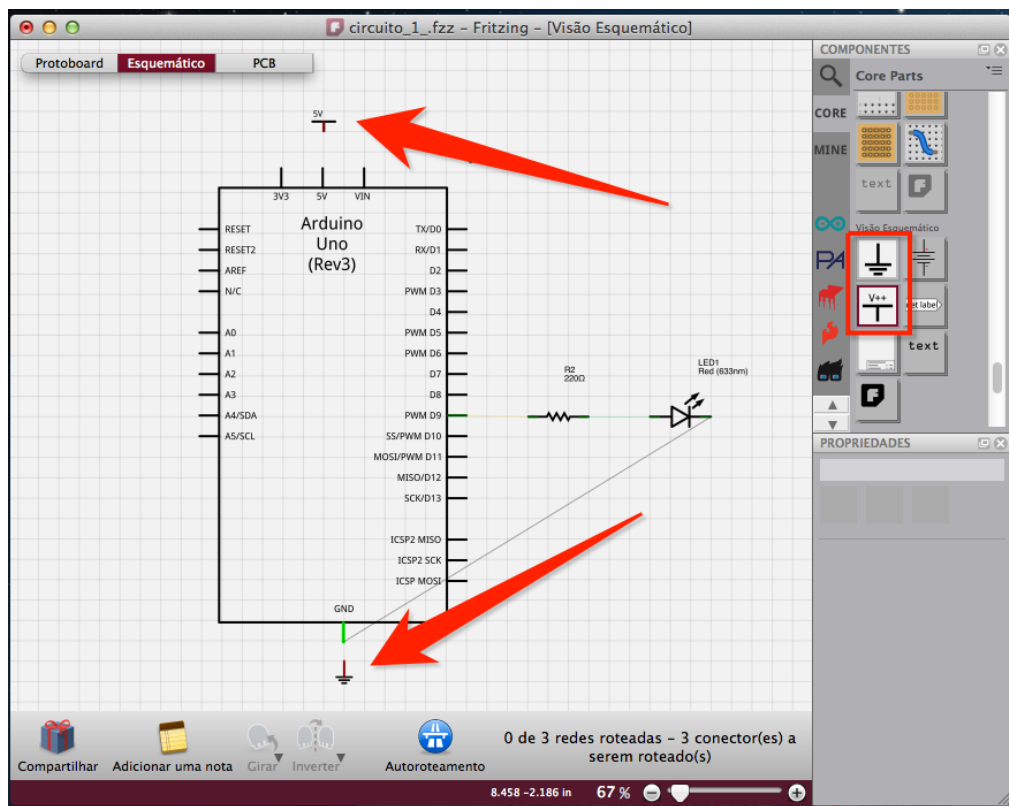 circuito_1_.fzz – Fritzing – [Visão Esquemático]
Protoboard
Esquemático
PCB
5V
3V3
5V
VIN
Arduino
Uno
(Rev3)
RESET
RESET2
AREF
N/C
A0
A1
A2
A3
A4/SDA
A5/SCL
TX/D0
RX/D1
D2
PWM D3
D4
PWM D5
PWM D6
D7
D8
PWM D9
SS/PWM D10
MOSI/PWM D11
MISO/D12
SCK/D13
ICSP2 MISO
ICSP2 SCK
ICSP MOSI
GND
R2
220Ω
LED1
Red (633nm)
COMPONENTES
Core Parts
CORE
MINE
text
Visão Esquemático
PA
V++
et label
text
PROPRIEDADES
Compartilhar
Adicionar uma nota
Girar
Inverter
Autoroteamento
0 de 3 redes roteadas – 3 conector(es) a
serem roteado(s)
8.458 -2.186 in
67 %